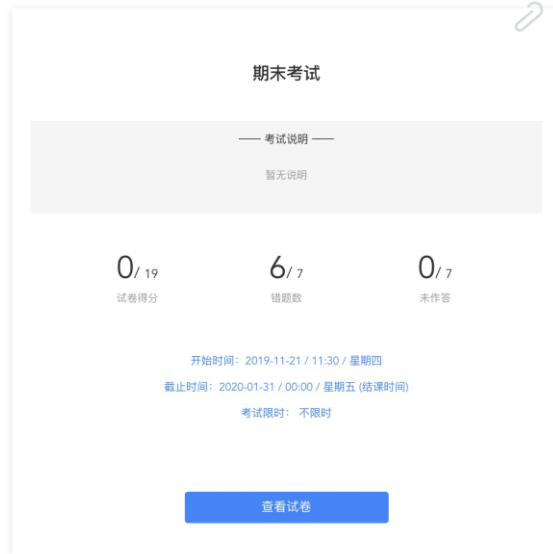 期末考试
—— 考试说明 ——
暂无说明
0/ 19 6/ 7 0/ 7
试卷得分 错题数 未作答
开始时间：2019-11-21 / 11:30 / 星期四
截止时间：2020-01-31 / 00:00 / 星期五 (结课时间)
考试限时： 不限时
查看试卷